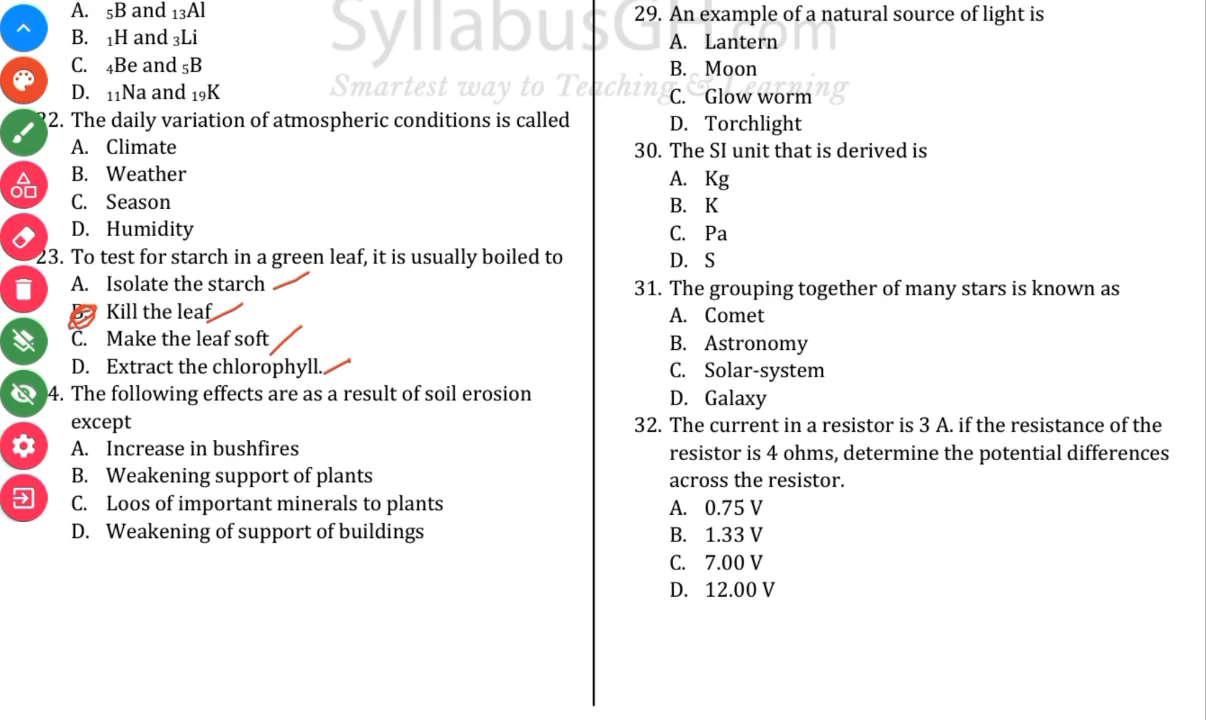 A. ₅B and ₁₃Al
B. ₁H and ₃Li
C. ₄Be and ₅B
D. ₁₁Na and ₁₉K
22. The daily variation of atmospheric conditions is called
A. Climate
B. Weather
C. Season
D. Humidity
23. To test for starch in a green leaf, it is usually boiled to
A. Isolate the starch
B. Kill the leaf
C. Make the leaf soft
D. Extract the chlorophyll.
4. The following effects are as a result of soil erosion
except
A. Increase in bushfires
B. Weakening support of plants
C. Loos of important minerals to plants
D. Weakening of support of buildings
SyllabusGH.com
Smartest way to Teaching & Learning
29. An example of a natural source of light is
A. Lantern
B. Moon
C. Glow worm
D. Torchlight
30. The SI unit that is derived is
A. Kg
B. K
C. Pa
D. S
31. The grouping together of many stars is known as
A. Comet
B. Astronomy
C. Solar-system
D. Galaxy
32. The current in a resistor is 3 A. if the resistance of the
resistor is 4 ohms, determine the potential differences
across the resistor.
A. 0.75 V
B. 1.33 V
C. 7.00 V
D. 12.00 V